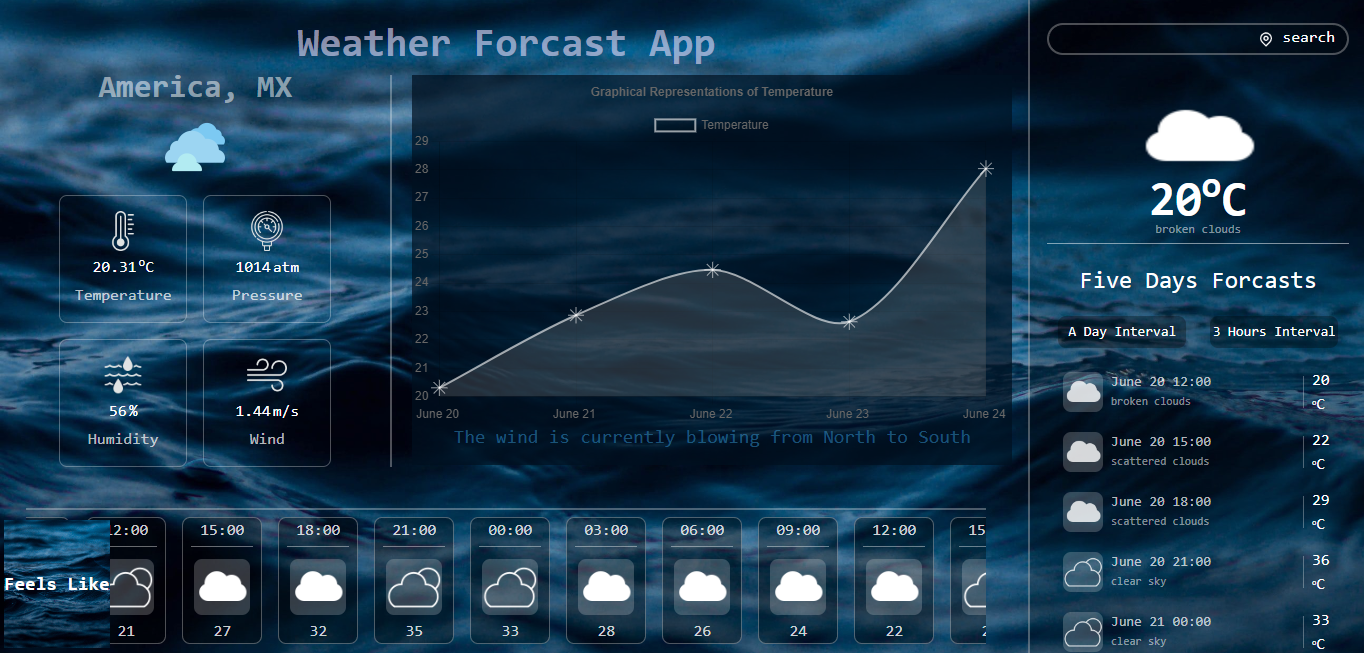 Weather Forcast App
America, MX
20.31°C
Temperature
1014 atm
Pressure
56%
Humidity
1.44 m/s
Wind
Graphical Representations of Temperature
Temperature
29
28
27
26
25
24
23
22
21
20
June 20 June 21 June 22 June 23 June 24
The wind is currently blowing from North to South
Feels Like
12:00 15:00 18:00 21:00 00:00 03:00 06:00 09:00 12:00
21 27 32 35 33 28 26 24 22
search
20°C
broken clouds
Five Days Forcasts
A Day Interval 3 Hours Interval
June 20 12:00
broken clouds
20
°C
June 20 15:00
scattered clouds
22
°C
June 20 18:00
scattered clouds
29
°C
June 20 21:00
clear sky
36
°C
June 21 00:00
clear sky
33
°C